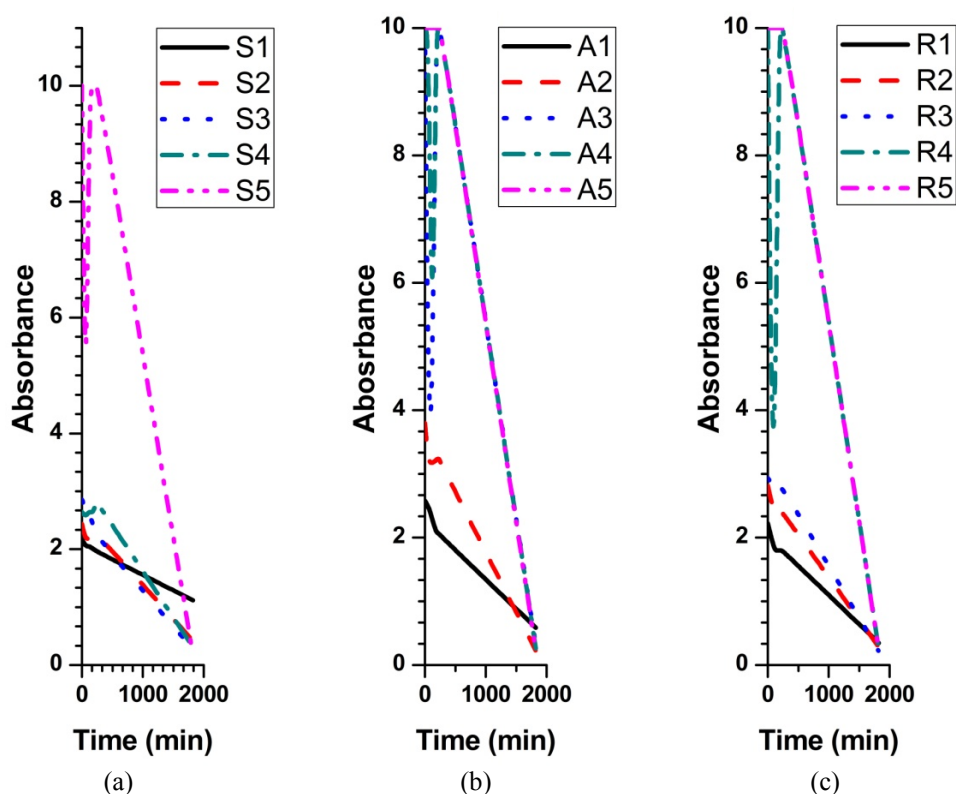 10
8
6
4
2
0
Absorbance
S1
S2
S3
S4
S5
0 1000 2000
Time (min)
(a)
10
8
6
4
2
0
Abosrbance
A1
A2
A3
A4
A5
0 1000 2000
Time (min)
(b)
10
8
6
4
2
0
Absorbance
R1
R2
R3
R4
R5
0 1000 2000
Time (min)
(c)